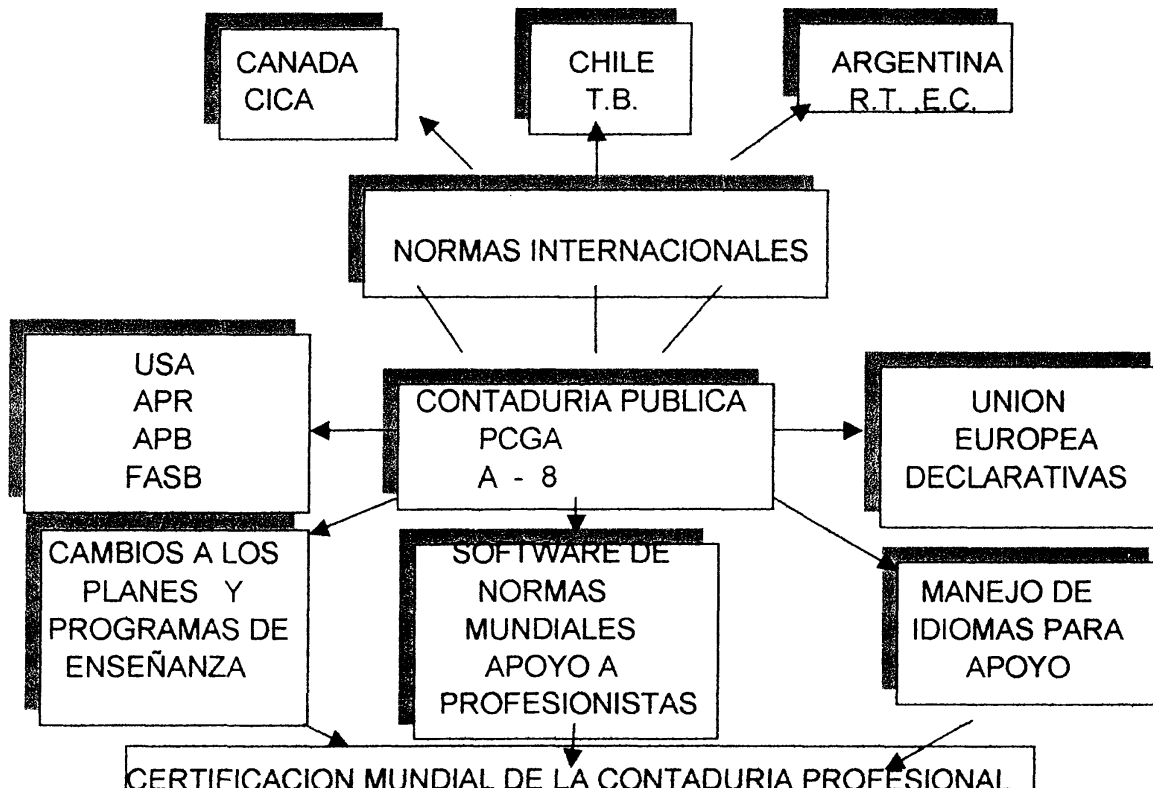 CANADA
CICA
CHILE
T.B.
ARGENTINA
R.T. .E.C.
NORMAS INTERNACIONALES
USA
APR
APB
FASB
CONTADURIA PUBLICA
PCGA
A - 8
UNION
EUROPEA
DECLARATIVAS
CAMBIOS A LOS
PLANES Y
PROGRAMAS DE
ENSEÑANZA
SOFTWARE DE
NORMAS
MUNDIALES
APOYO A
PROFESIONISTAS
MANEJO DE
IDIOMAS PARA
APOYO
CERTIFICACION MUNDIAL DE LA CONTADURIA PROFESIONAL